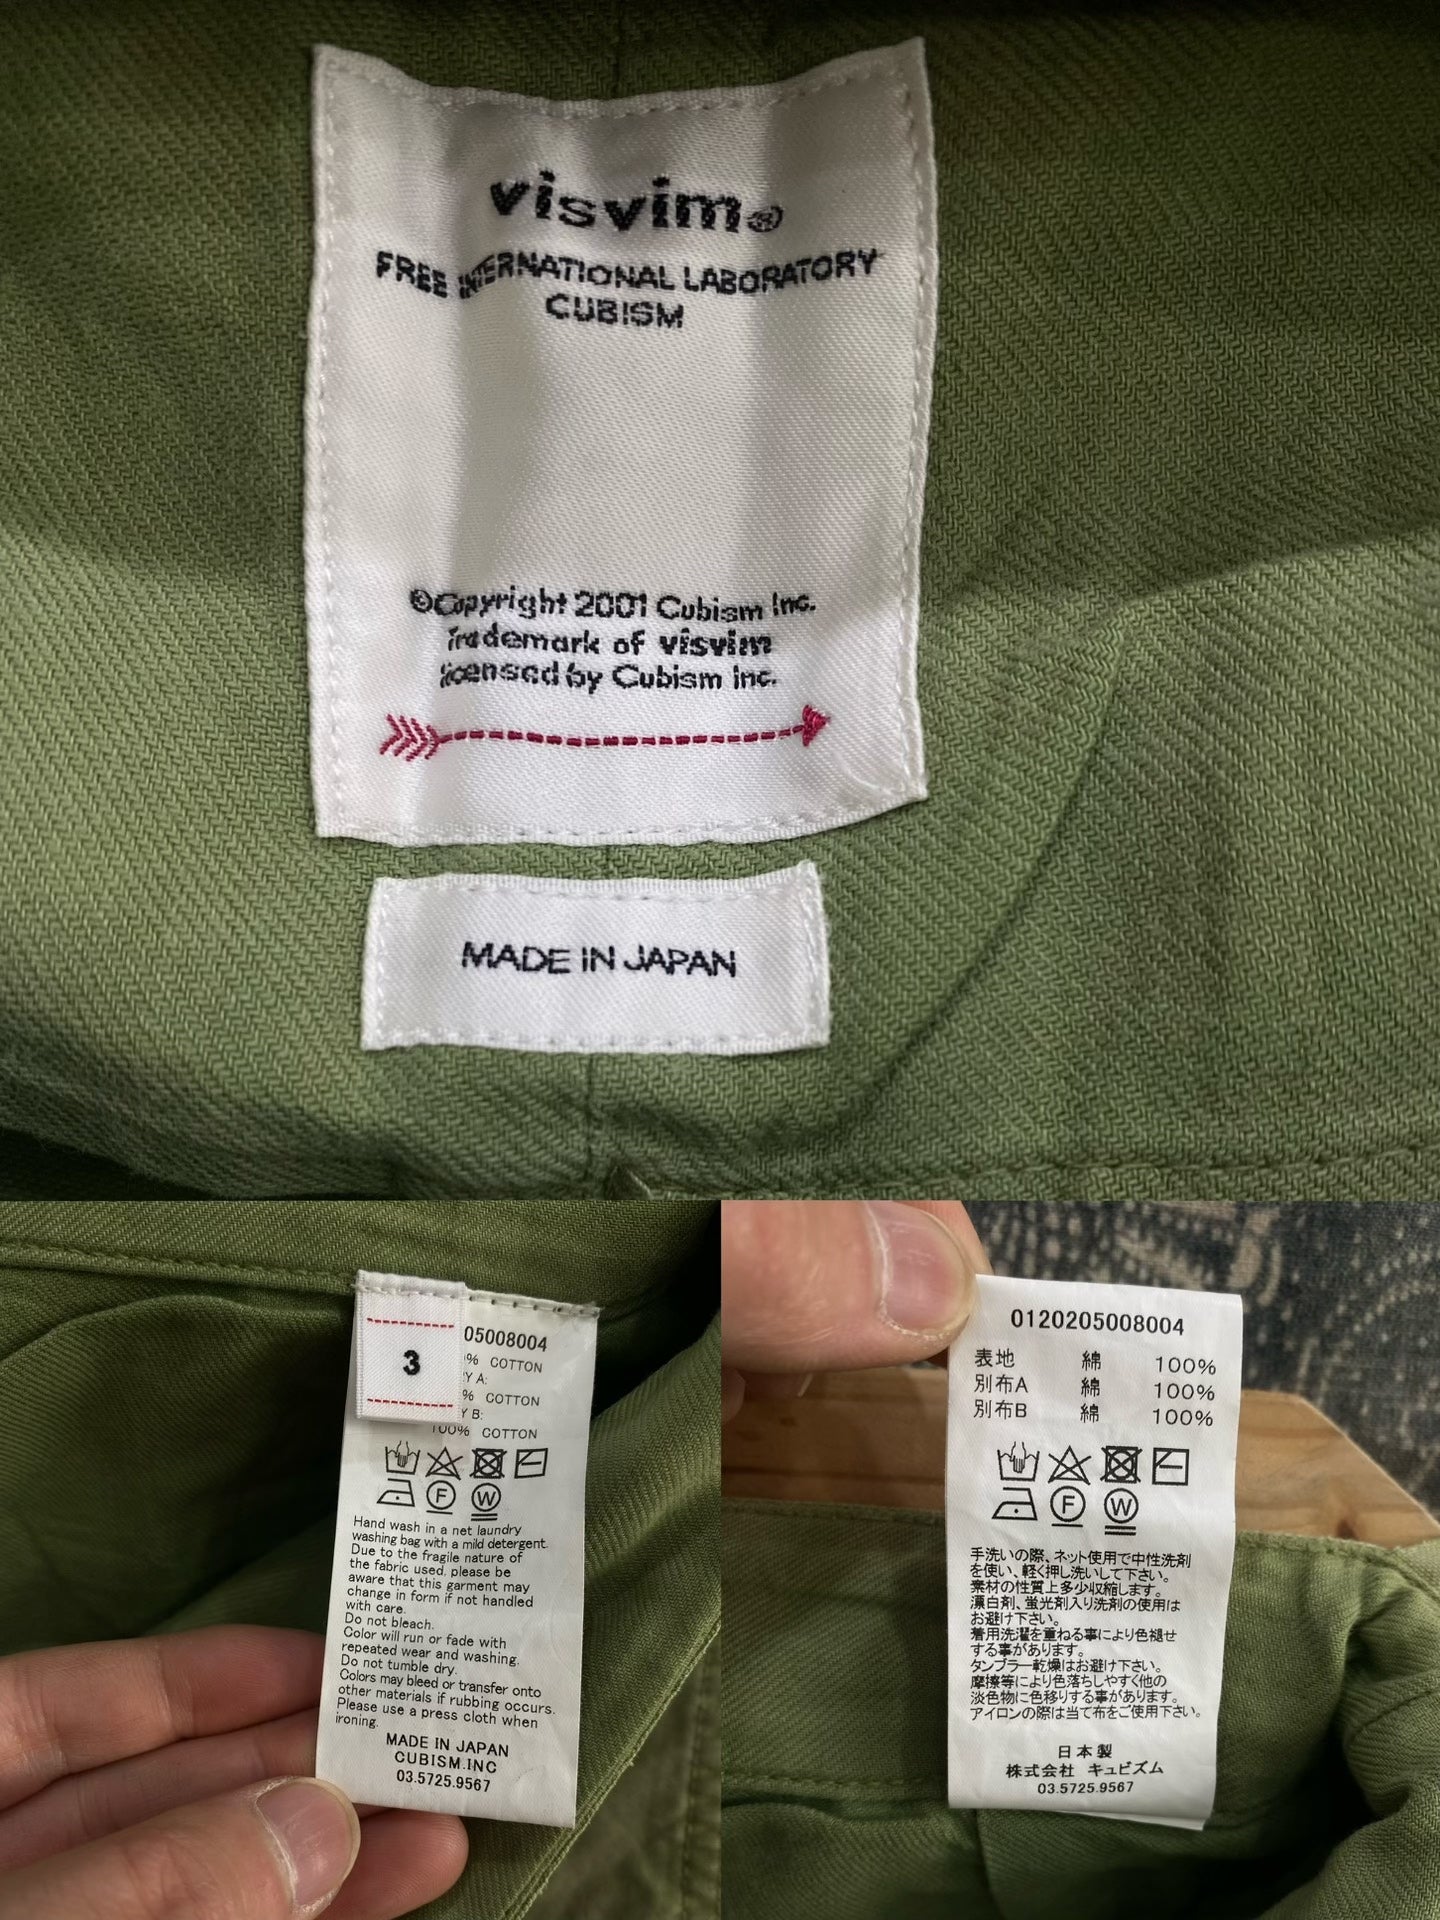 visvim®
FREE INTERNATIONAL LABORATORY
CUBISM
©Copyright 2001 Cubism Inc.
Trademark of visvim
licensed by Cubism inc.
MADE IN JAPAN
3
05008004
% COTTON
Y A:
% COTTON
Y B:
100% COTTON
F
W
Hand wash in a net laundry
washing bag with a mild detergent.
Due to the fragile nature of
the fabric used, please be
aware that this garment may
change in form if not handled
with care.
Do not bleach.
Color will run or fade with
repeated wear and washing.
Do not tumble dry.
Colors may bleed or transfer onto
other materials if rubbing occurs.
Please use a press cloth when
ironing.
MADE IN JAPAN
CUBISM.INC
03.5725.9567
0120205008004
表地 綿 100%
別布A 綿 100%
別布B 綿 100%
F
W
手洗いの際、ネット使用で中性洗剤
を使い、軽く押し洗いして下さい。
素材の性質上多少収縮します。
漂白剤、蛍光剤入り洗剤の使用は
お避け下さい。
着用洗濯を重ねる事により色褪せ
する事があります。
タンブラー乾燥はお避け下さい。
摩擦等により色落ちしやすく他の
淡色物に色移りする事があります。
アイロンの際は当て布をご使用下さい。
日本製
株式会社 キュビズム
03.5725.9567